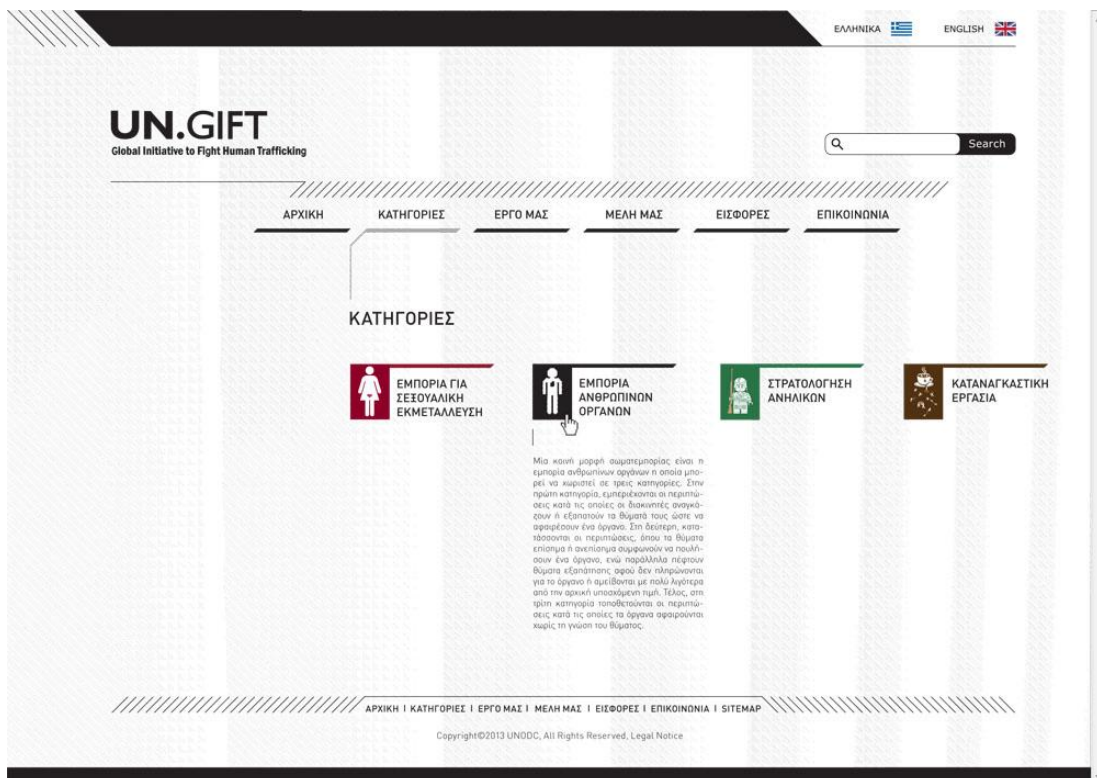 ΕΛΛΗΝΙΚΑ ENGLISH
UN.GIFT
Global Initiative to Fight Human Trafficking
Search
ΑΡΧΙΚΗ ΚΑΤΗΓΟΡΙΕΣ ΕΡΓΟ ΜΑΣ ΜΕΛΗ ΜΑΣ ΕΙΣΦΟΡΕΣ ΕΠΙΚΟΙΝΩΝΙΑ
ΚΑΤΗΓΟΡΙΕΣ
ΕΜΠΟΡΙΑ ΓΙΑ
ΣΕΞΟΥΑΛΙΚΗ
ΕΚΜΕΤΑΛΛΕΥΣΗ
ΕΜΠΟΡΙΑ
ΑΝΘΡΩΠΙΝΩΝ
ΟΡΓΑΝΩΝ
ΣΤΡΑΤΟΛΟΓΗΣΗ
ΑΝΗΛΙΚΩΝ
ΚΑΤΑΝΑΓΚΑΣΤΙΚΗ
ΕΡΓΑΣΙΑ
Μία κοινή μορφή σωματεμπορίας είναι η
εμπορία ανθρωπίνων οργάνων η οποία μπο-
ρεί να χωριστεί σε τρεις κατηγορίες. Στην
πρώτη κατηγορία, εμπεριέχονται οι περιπτώ-
σεις κατά τις οποίες οι διακινητές αναγκά-
ζουν ή εξαπατούν τα θύματά τους ώστε να
αφαιρέσουν ένα όργανο. Στη δεύτερη, κατα-
τάσσονται οι περιπτώσεις, όπου τα θύματα
επίσημα ή ανεπίσημα συμφωνούν να πουλή-
σουν ένα όργανο, ενώ παράλληλα πέφτουν
θύματα εξαπάτησης αφού δεν πληρώνονται
για το όργανο ή αμείβονται με πολύ λιγότερα
από την αρχική υποσχόμενη τιμή. Τέλος, στη
τρίτη κατηγορία τοποθετούνται οι περιπτώ-
σεις κατά τις οποίες τα όργανα αφαιρούνται
χωρίς τη γνώση του θύματος.
ΑΡΧΙΚΗ Ι ΚΑΤΗΓΟΡΙΕΣ Ι ΕΡΓΟ ΜΑΣ Ι ΜΕΛΗ ΜΑΣ Ι ΕΙΣΦΟΡΕΣ Ι ΕΠΙΚΟΙΝΩΝΙΑ Ι SITEMAP
Copyright©2013 UNODC, All Rights Reserved, Legal Notice